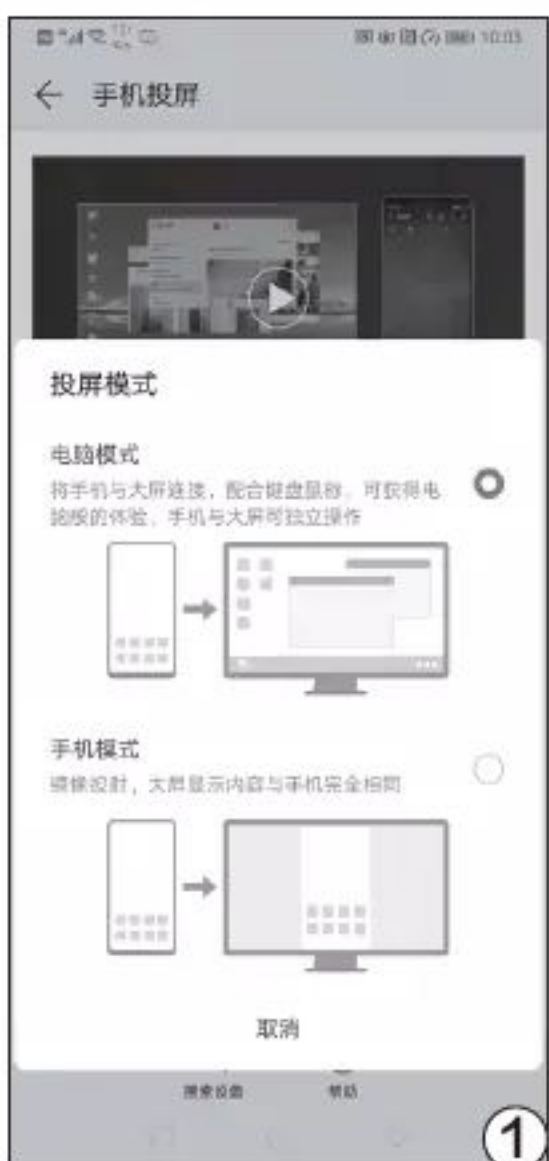 10:03
手机投屏
投屏模式
电脑模式
将手机与大屏连接，配合键盘鼠标，可获得电
脑般的体验，手机与大屏可独立操作
手机模式
镜像投射，大屏显示内容与手机完全相同
取消
搜索设备 帮助
①